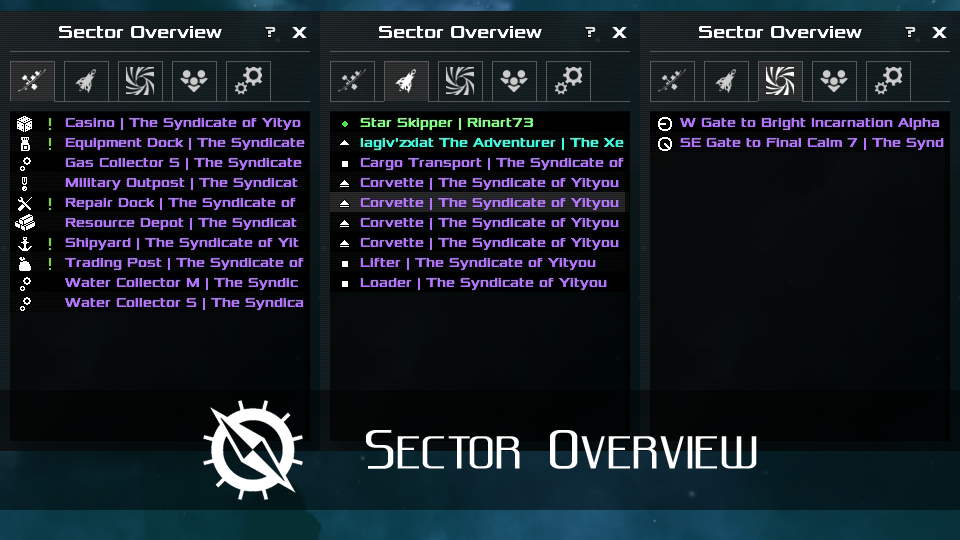 Sector Overview ? X
! Casino | The Syndicate of Yityo
! Equipment Dock | The Syndicate
Gas Collector S | The Syndicate
Military Outpost | The Syndicat
! Repair Dock | The Syndicate of
Resource Depot | The Syndicat
! Shipyard | The Syndicate of Yit
! Trading Post | The Syndicate of
Water Collector M | The Syndic
Water Collector S | The Syndica
Sector Overview ? X
Star Skipper | Rinart73
Iagiv'zxiat The Adventurer | The Xe
Cargo Transport | The Syndicate of
Corvette | The Syndicate of Yityou
Corvette | The Syndicate of Yityou
Corvette | The Syndicate of Yityou
Corvette | The Syndicate of Yityou
Lifter | The Syndicate of Yityou
Loader | The Syndicate of Yityou
Sector Overview ? X
W Gate to Bright Incarnation Alpha
SE Gate to Final Calm 7 | The Synd
Sector Overview